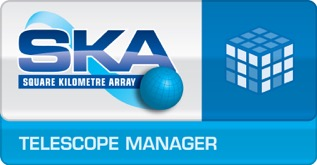 SKA
SQUARE KILOMETRE ARRAY
TELESCOPE MANAGER